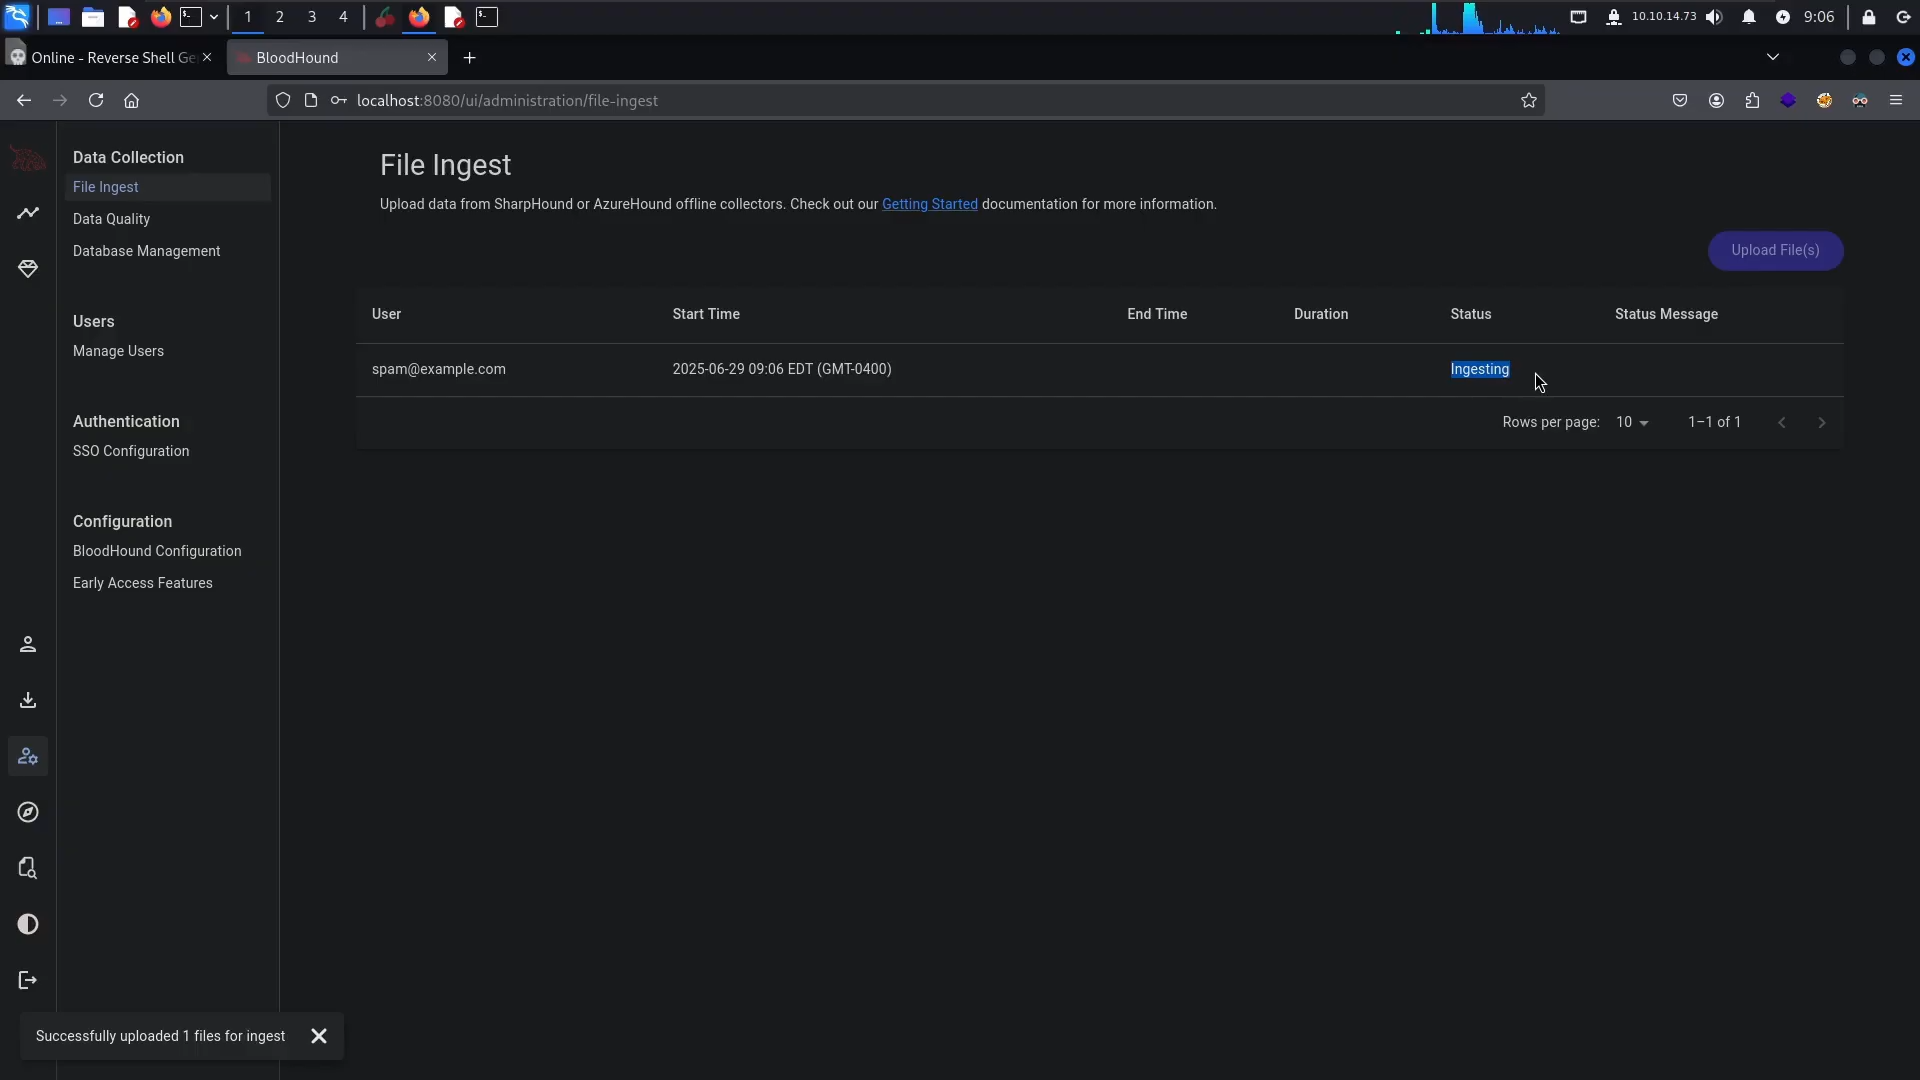 1 2 3 4 10.10.14.73 9:06
Online - Reverse Shell Ge
BloodHound
localhost:8080/ui/administration/file-ingest
Data Collection
File Ingest
Data Quality
Database Management
Users
Manage Users
Authentication
SSO Configuration
Configuration
BloodHound Configuration
Early Access Features
File Ingest
Upload data from SharpHound or AzureHound offline collectors. Check out our Getting Started documentation for more information.
Upload File(s)
User Start Time End Time Duration Status Status Message
spam@example.com 2025-06-29 09:06 EDT (GMT-0400) Ingesting
Rows per page: 10 1–1 of 1
Successfully uploaded 1 files for ingest